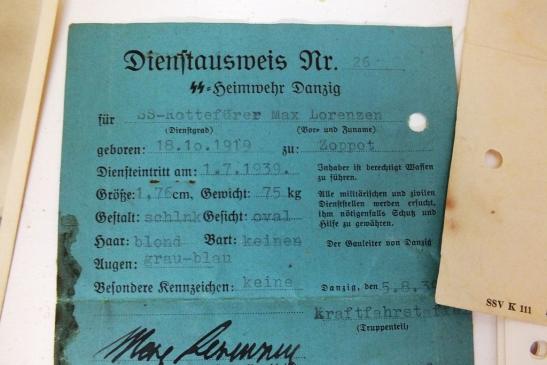 Dienstausweis Nr. 26
SS-Heimwehr Danzig
für SS-Rottefürer Max Lorenzen
(Dienstgrad) (Vor- und Zuname)
geboren: 18.1o.1919 zu: Zoppot
Diensteintritt am: 1.7.1939.
Größe: 1,76cm, Gewicht: 75 kg
Gestalt: schlnk Gesicht: oval
Haar: blond Bart: keinen
Augen: grau-blau
Besondere Kennzeichen: keine
Inhaber ist berechtigt Waffen
zu führen.
Alle militärischen und zivilen
Dienststellen werden ersucht,
ihm nötigenfalls Schutz und
Hilfe zu gewähren.
Der Gauleiter von Danzig
Danzig, den 5.8.3
Kraftfahrstaffe
(Truppenteil)
Max Lorenzen
SSV K 111